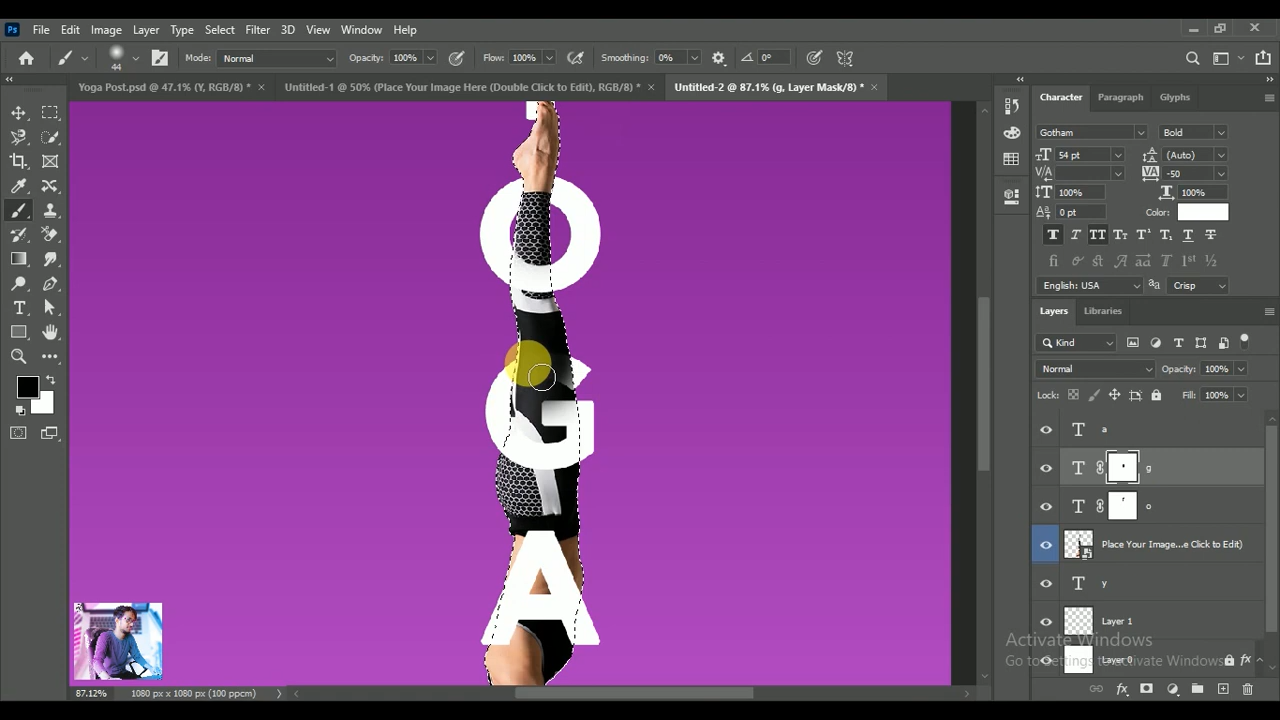 Ps File Edit Image Layer Type Select Filter 3D View Window Help
44 Mode: Normal Opacity: 100% Flow: 100% Smoothing: 0% 0°
Yoga Post.psd @ 47.1% (Y, RGB/8) * × Untitled-1 @ 50% (Place Your Image Here (Double Click to Edit), RGB/8) * × Untitled-2 @ 87.1% (g, Layer Mask/8) * ×
Character Paragraph Glyphs
Gotham Bold
54 pt (Auto)
-50
100% 100%
0 pt Color:
English: USA Crisp
Layers Libraries
Kind
Normal Opacity: 100%
Lock: Fill: 100%
a
g
o
Place Your Image...e Click to Edit)
y
Layer 1
Layer 0
O
G
A
Activate Windows
Go to Settings to activate Windows.
87.12% 1080 px x 1080 px (100 ppcm)